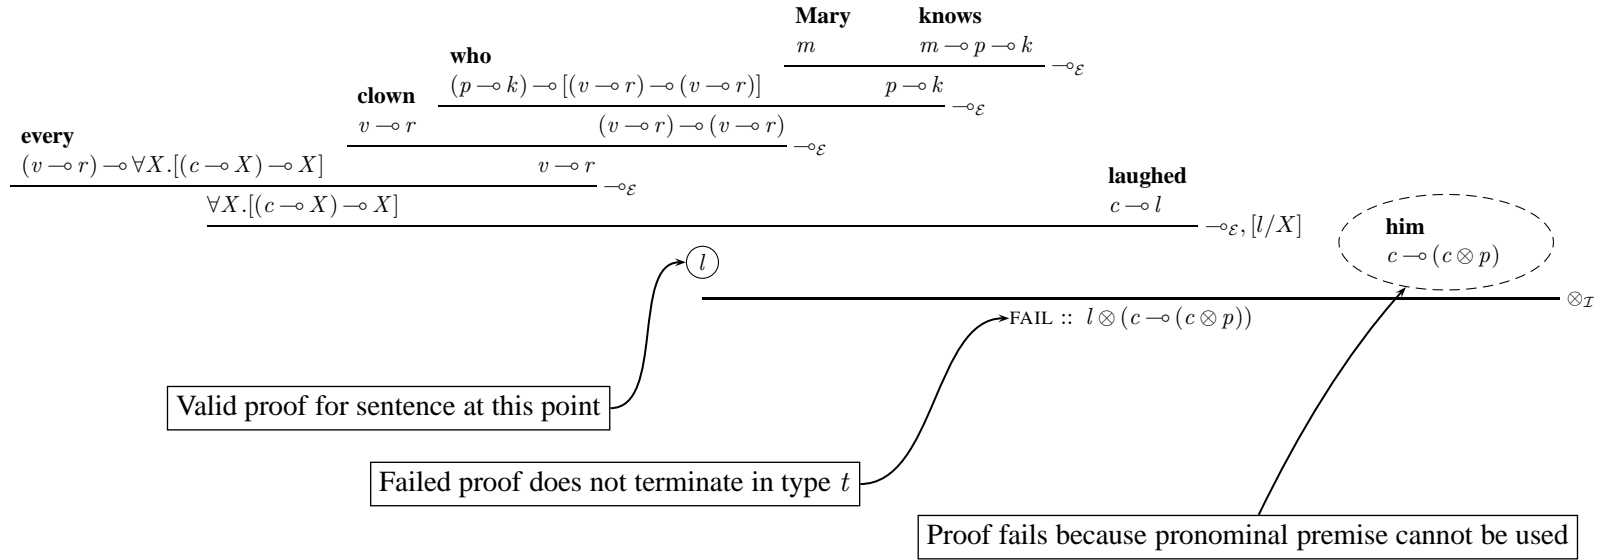 Mary knows
m m ⊸ p ⊸ k
⊸ℰ
who
(p ⊸ k) ⊸ [(v ⊸ r) ⊸ (v ⊸ r)] p ⊸ k
⊸ℰ
clown
v ⊸ r (v ⊸ r) ⊸ (v ⊸ r)
⊸ℰ
every
(v ⊸ r) ⊸ ∀X.[(c ⊸ X) ⊸ X] v ⊸ r
⊸ℰ
laughed
∀X.[(c ⊸ X) ⊸ X] c ⊸ l
⊸ℰ, [l/X]
him
c ⊸ (c ⊗ p)
l
⊗ℐ
FAIL :: l ⊗ (c ⊸ (c ⊗ p))
Valid proof for sentence at this point
Failed proof does not terminate in type t
Proof fails because pronominal premise cannot be used